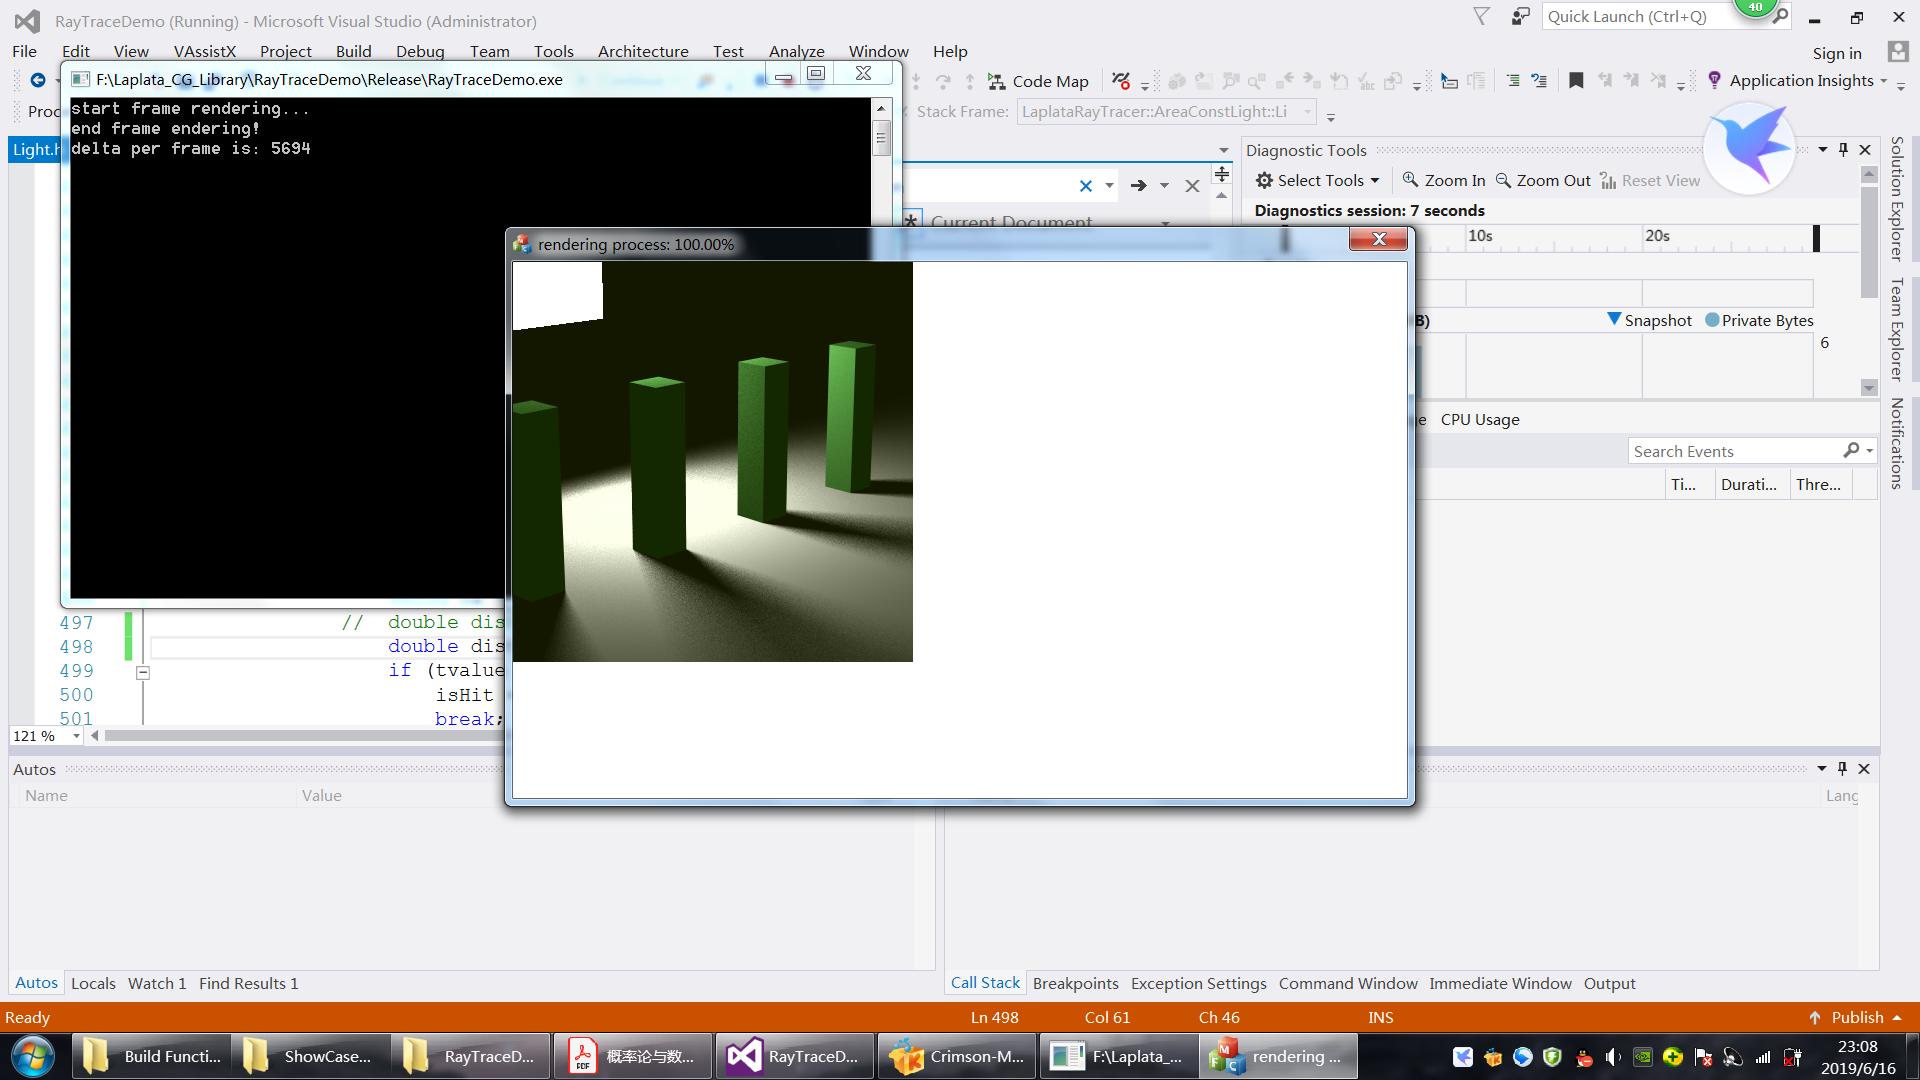 RayTraceDemo (Running) - Microsoft Visual Studio (Administrator)
40
Quick Launch (Ctrl+Q)
File Edit View VAssistX Project Build Debug Team Tools Architecture Test Analyze Window Help
Sign in
F:\Laplata_CG_Library\RayTraceDemo\Release\RayTraceDemo.exe
Code Map
Application Insights
Proc
Stack Frame: LaplataRayTracer::AreaConstLight::Li
start frame rendering...
end frame endering!
delta per frame is: 5694
Light.h
Diagnostic Tools
Select Tools Zoom In Zoom Out Reset View
Current Document
Diagnostics session: 7 seconds
10s 20s
rendering process: 100.00%
B)
Snapshot Private Bytes
6
CPU Usage
Search Events
Ti... Durati... Thre...
Solution Explorer
Team Explorer
Notifications
497 // double dis
498 double dis
499 if (tvalue
500 isHit
501 break;
121 %
Autos
Name Value
Lang
Autos Locals Watch 1 Find Results 1
Call Stack Breakpoints Exception Settings Command Window Immediate Window Output
Ready Ln 498 Col 61 Ch 46 INS Publish
Build Functi... ShowCase... RayTraceD... 概率论与数... RayTraceD... Crimson-M... F:\Laplata_... rendering ...
23:08
2019/6/16